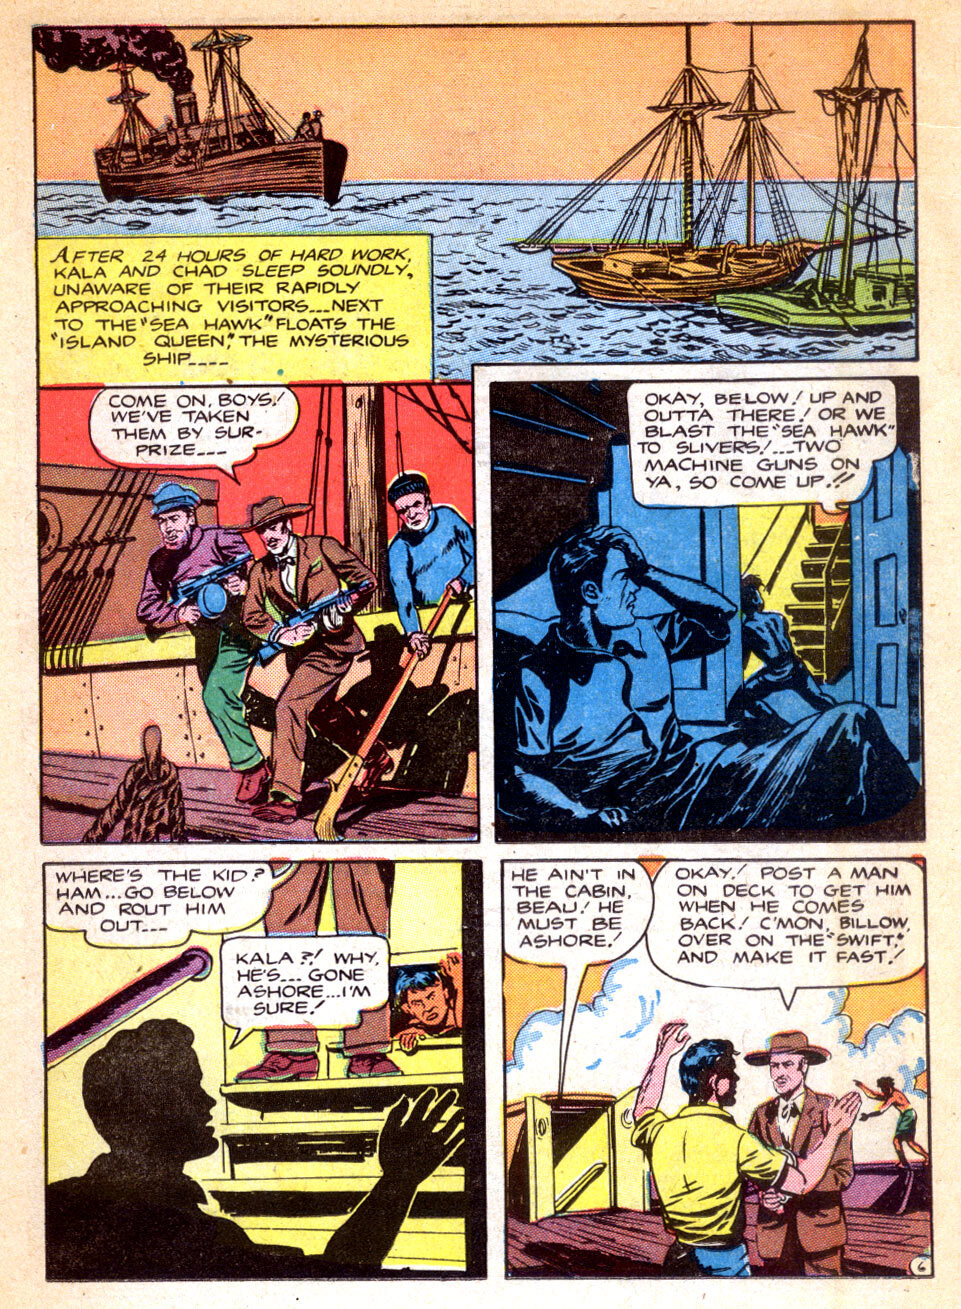 AFTER 24 HOURS OF HARD WORK,
KALA AND CHAD SLEEP SOUNDLY,
UNAWARE OF THEIR RAPIDLY
APPROACHING VISITORS...NEXT
TO THE "SEA HAWK" FLOATS THE
"ISLAND QUEEN," THE MYSTERIOUS
SHIP....
COME ON, BOYS!
WE'VE TAKEN
THEM BY SUR-
PRIZE---
OKAY, BELOW! UP AND
OUTTA THERE! OR WE
BLAST THE "SEA HAWK"
TO SLIVERS!...TWO
MACHINE GUNS ON
YA, SO COME UP!!
WHERE'S THE KID?
HAM...GO BELOW
AND ROUT HIM
OUT---
KALA?! WHY,
HE'S... GONE
ASHORE...I'M
SURE!
HE AIN'T IN
THE CABIN,
BEAU! HE
MUST BE
ASHORE!
OKAY! POST A MAN
ON DECK TO GET HIM
WHEN HE COMES
BACK! C'MON, BILLOW,
OVER ON THE "SWIFT,"
AND MAKE IT FAST!
6